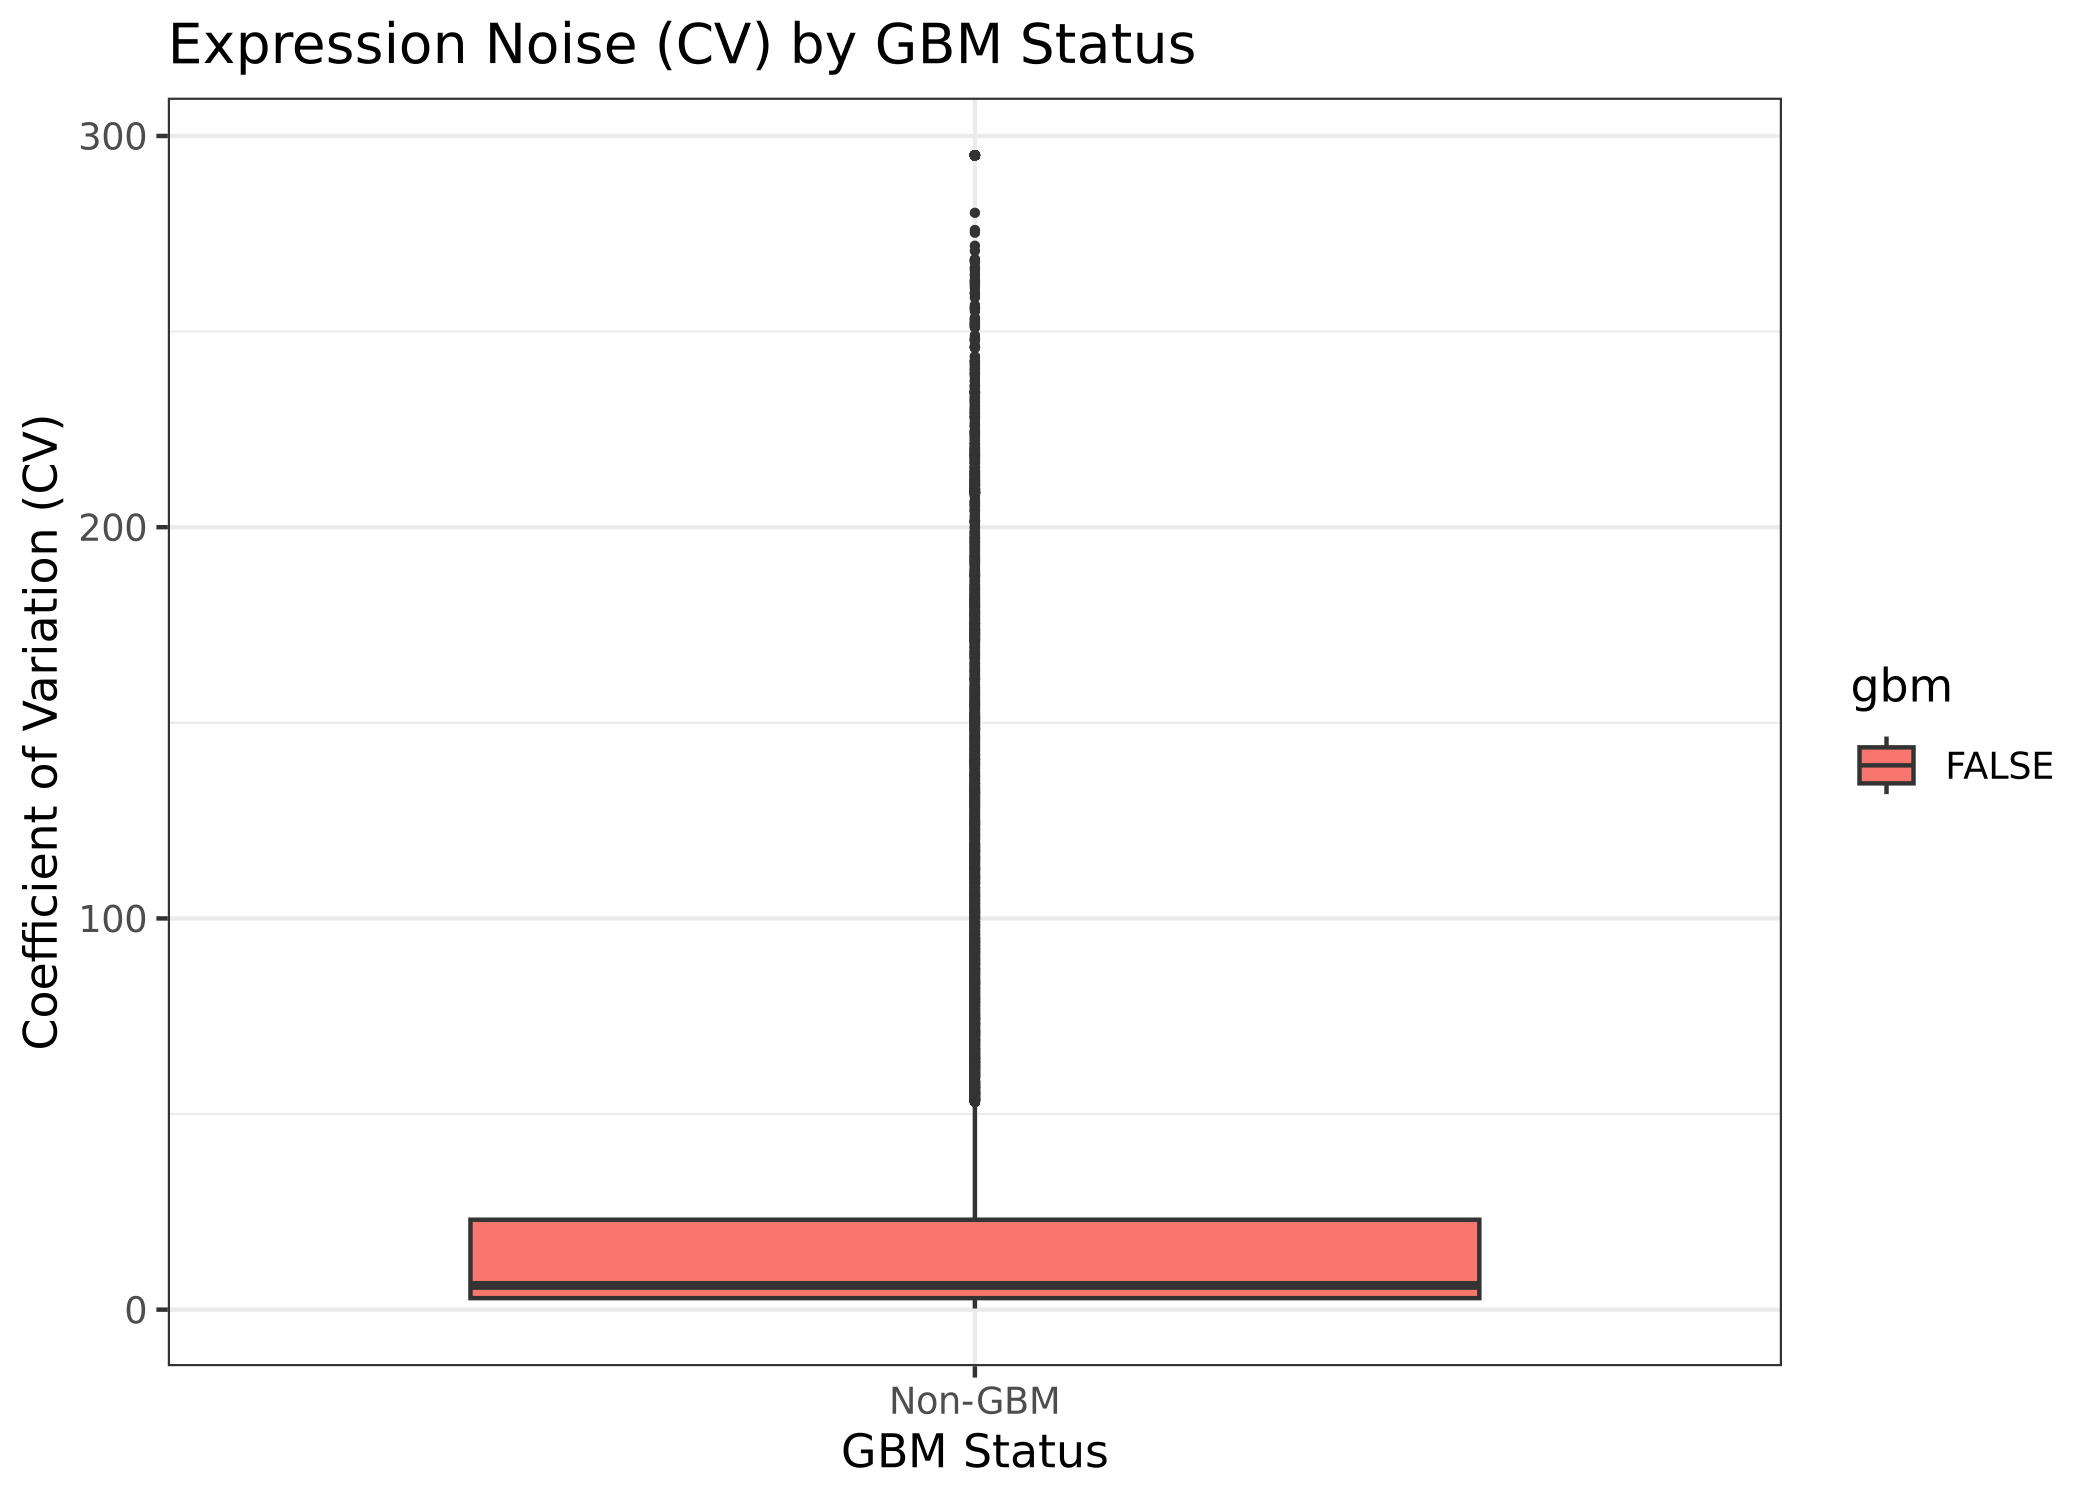 Expression Noise (CV) by GBM Status
Coefficient of Variation (CV)
300
200
100
0
Non-GBM
GBM Status
gbm
FALSE